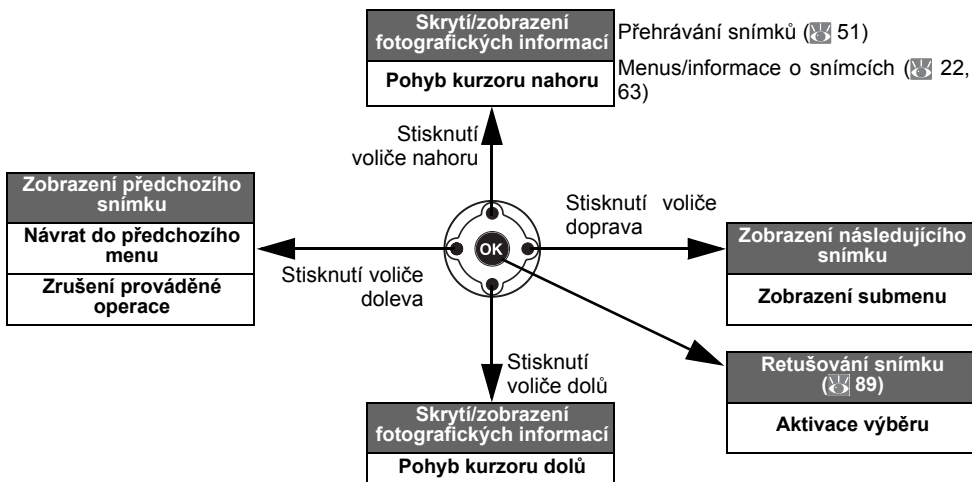 Skrytí/zobrazení
fotografických informací
Pohyb kurzoru nahoru
Přehrávání snímků ( 51)
Menus/informace o snímcích ( 22,
63)
Stisknutí
voliče nahoru
Zobrazení předchozího
snímku
Návrat do předchozího
menu
Zrušení prováděné
operace
Stisknutí voliče
doleva
OK
Stisknutí voliče
doprava
Zobrazení následujícího
snímku
Zobrazení submenu
Stisknutí
voliče dolů
Retušování snímku
( 89)
Aktivace výběru
Skrytí/zobrazení
fotografických informací
Pohyb kurzoru dolů